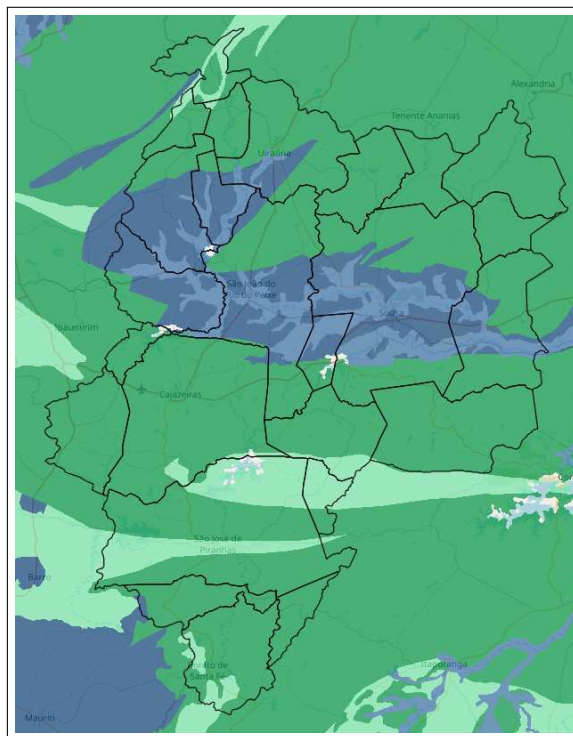 Alexandria
Tenente Ananias
Uiraúna
São João do
Rio do Peixe
Sousa
Cajazeiras
São José de
Piranhas
Barro
Bonito de
Santa Fé
Itaporanga
Mauriti